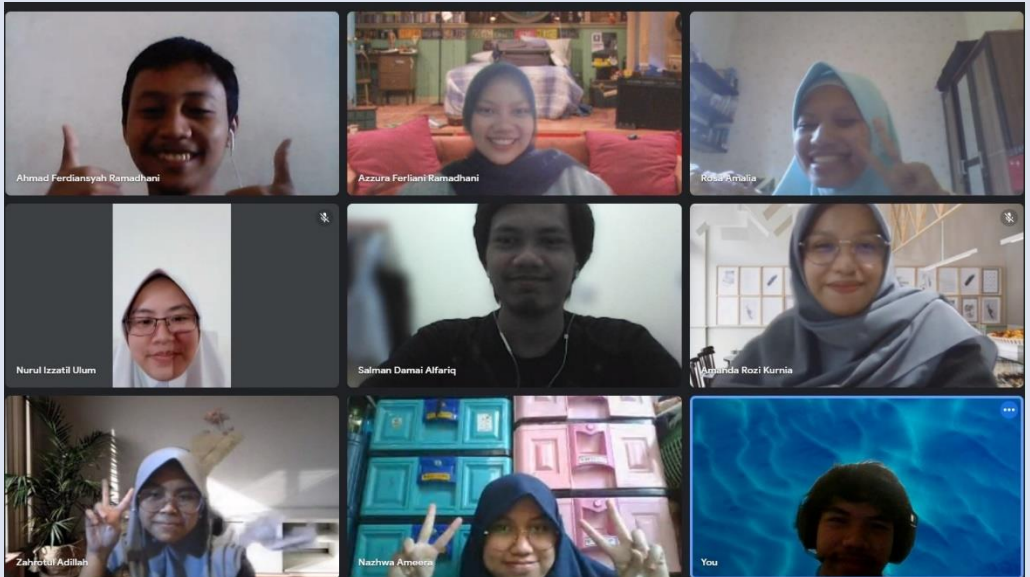 Ahmad Ferdiansyah Ramadhani
Azzura Ferliani Ramadhani
Rosa Amalia
Nurul Izzatil Ulum
Salman Damai Alfariq
Amanda Rozi Kurnia
Zahrotul Adillah
Nazhwa Ameera
You